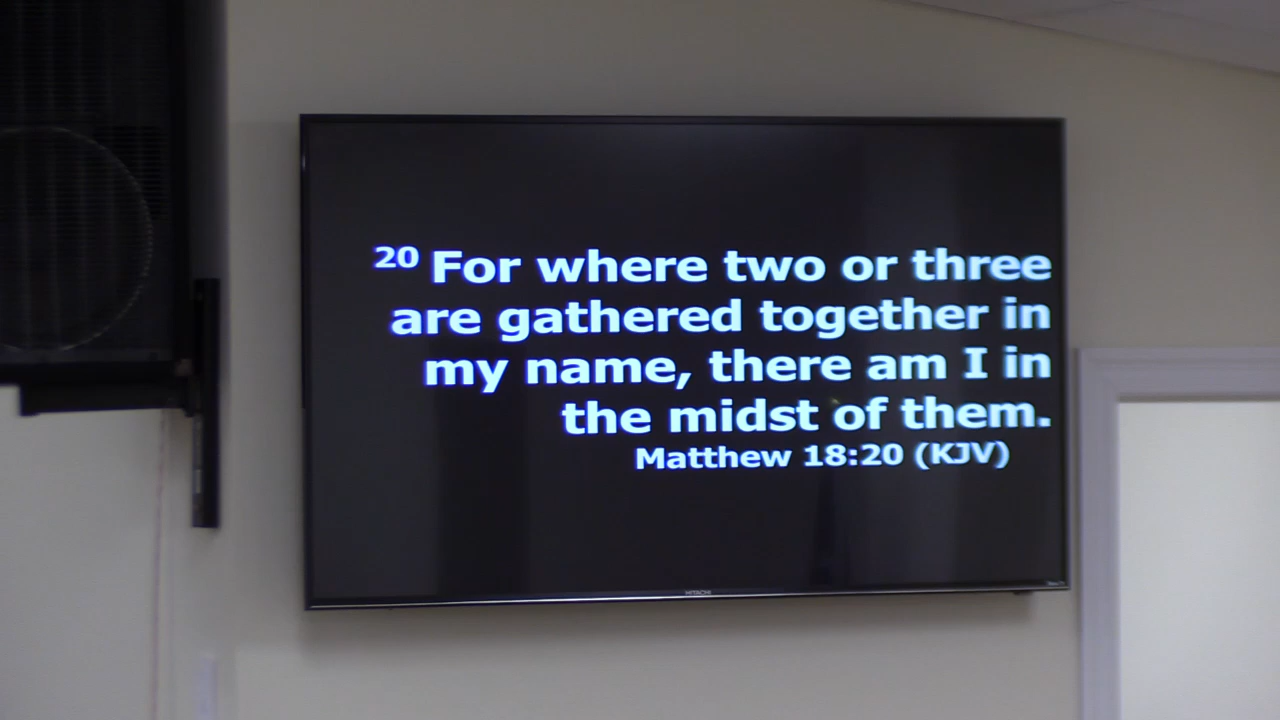 20 For where two or three
are gathered together in
my name, there am I in
the midst of them.
Matthew 18:20 (KJV)
HITACHI